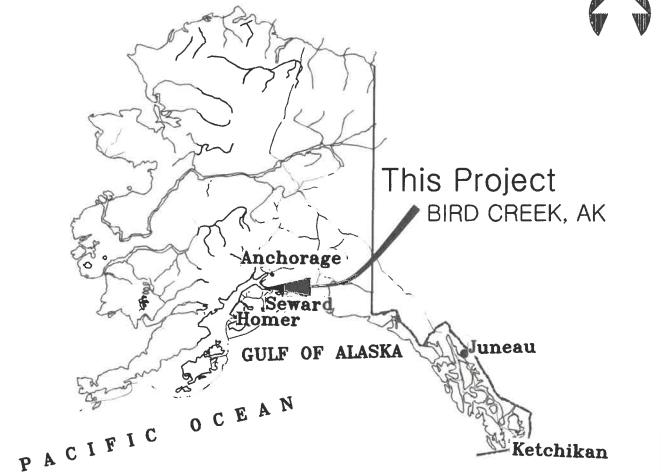 This Project
BIRD CREEK, AK
Anchorage
Seward
Homer
GULF OF ALASKA
Juneau
PACIFIC OCEAN
Ketchikan